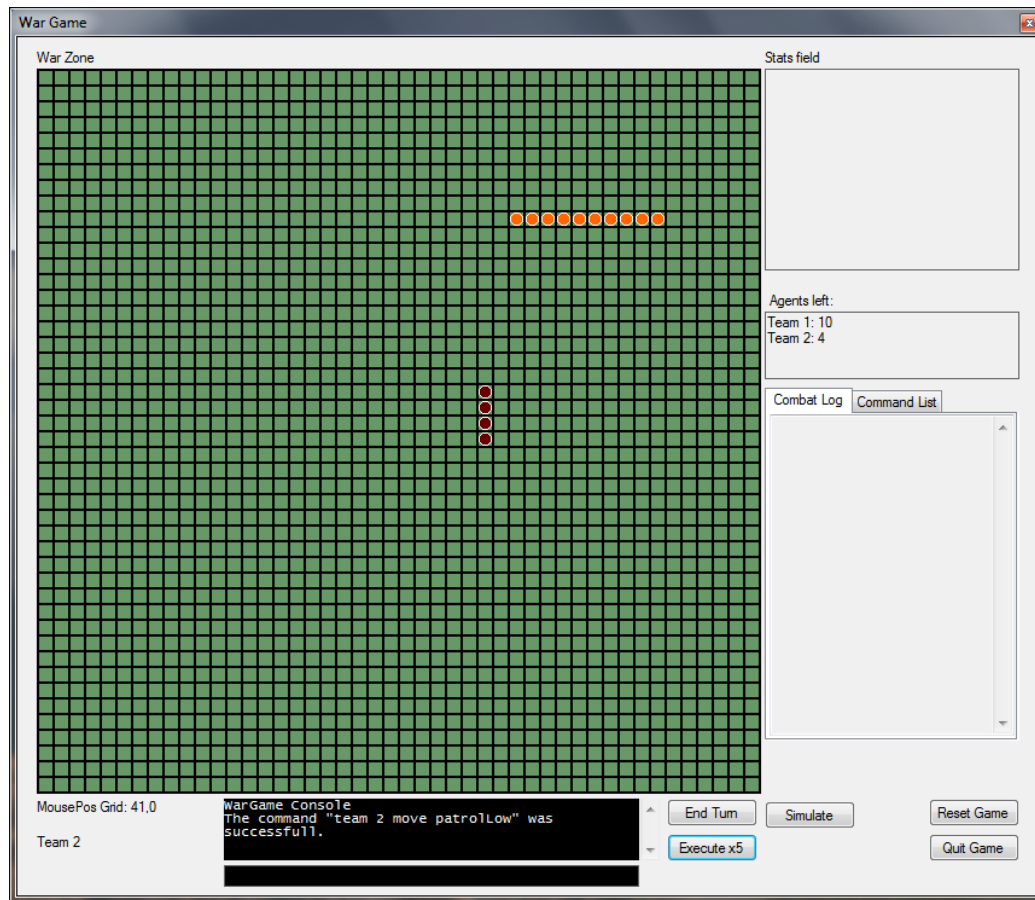 War Game
x
War Zone
Stats field
Agents left:
Team 1: 10
Team 2: 4
Combat Log
Command List
MousePos Grid: 41,0
Team 2
WarGame Console
The command "team 2 move patrolLow" was
successfull.
End Turn
Execute x5
Simulate
Reset Game
Quit Game